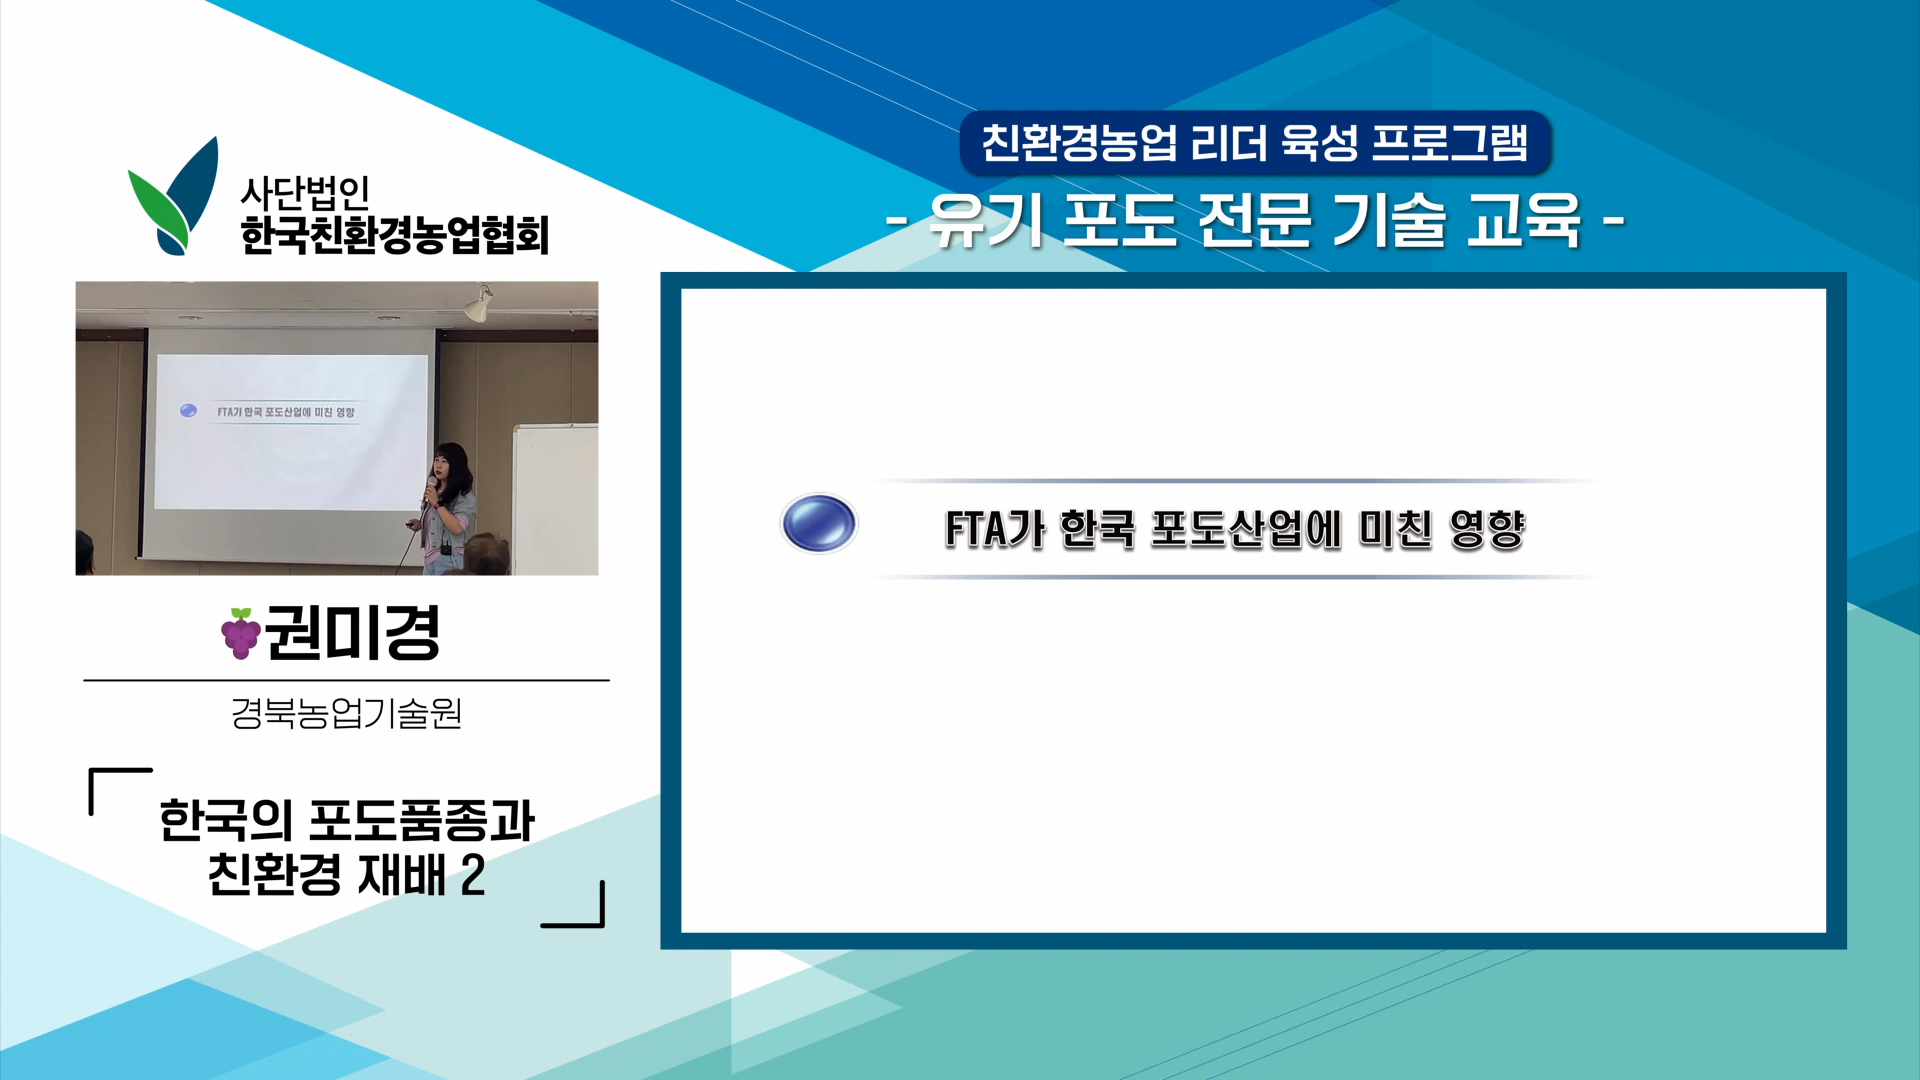 사단법인
한국친환경농업협회
친환경농업 리더 육성 프로그램
- 유기 포도 전문 기술 교육 -
FTA가 한국 포도산업에 미친 영향
FTA가 한국 포도산업에 미친 영향
권미경
경북농업기술원
한국의 포도품종과
친환경 재배 2